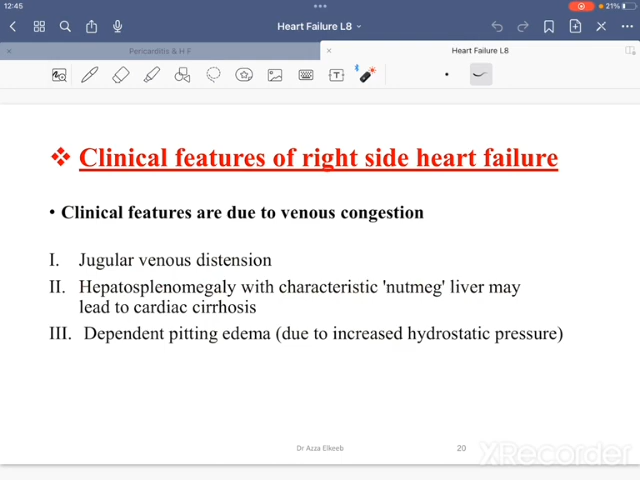 12:45
21%
Heart Failure L8
Pericarditis & H F
Heart Failure L8
T
❖ Clinical features of right side heart failure
• Clinical features are due to venous congestion
I. Jugular venous distension
II. Hepatosplenomegaly with characteristic 'nutmeg' liver may
lead to cardiac cirrhosis
III. Dependent pitting edema (due to increased hydrostatic pressure)
Dr Azza Elkeeb
20
XRecorder